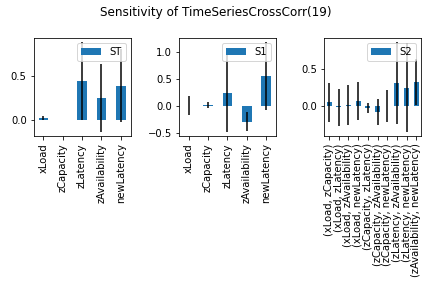 Sensitivity of TimeSeriesCrossCorr(19)
ST
0.5
0.0
xLoad
zCapacity
zLatency
zAvailability
newLatency
S1
1.0
0.5
0.0
−0.5
xLoad
zCapacity
zLatency
zAvailability
newLatency
S2
0.5
0.0
(xLoad, zCapacity)
(xLoad, zLatency)
(xLoad, zAvailability)
(xLoad, newLatency)
(zCapacity, zLatency)
(zCapacity, zAvailability)
(zCapacity, newLatency)
(zLatency, zAvailability)
(zLatency, newLatency)
(zAvailability, newLatency)